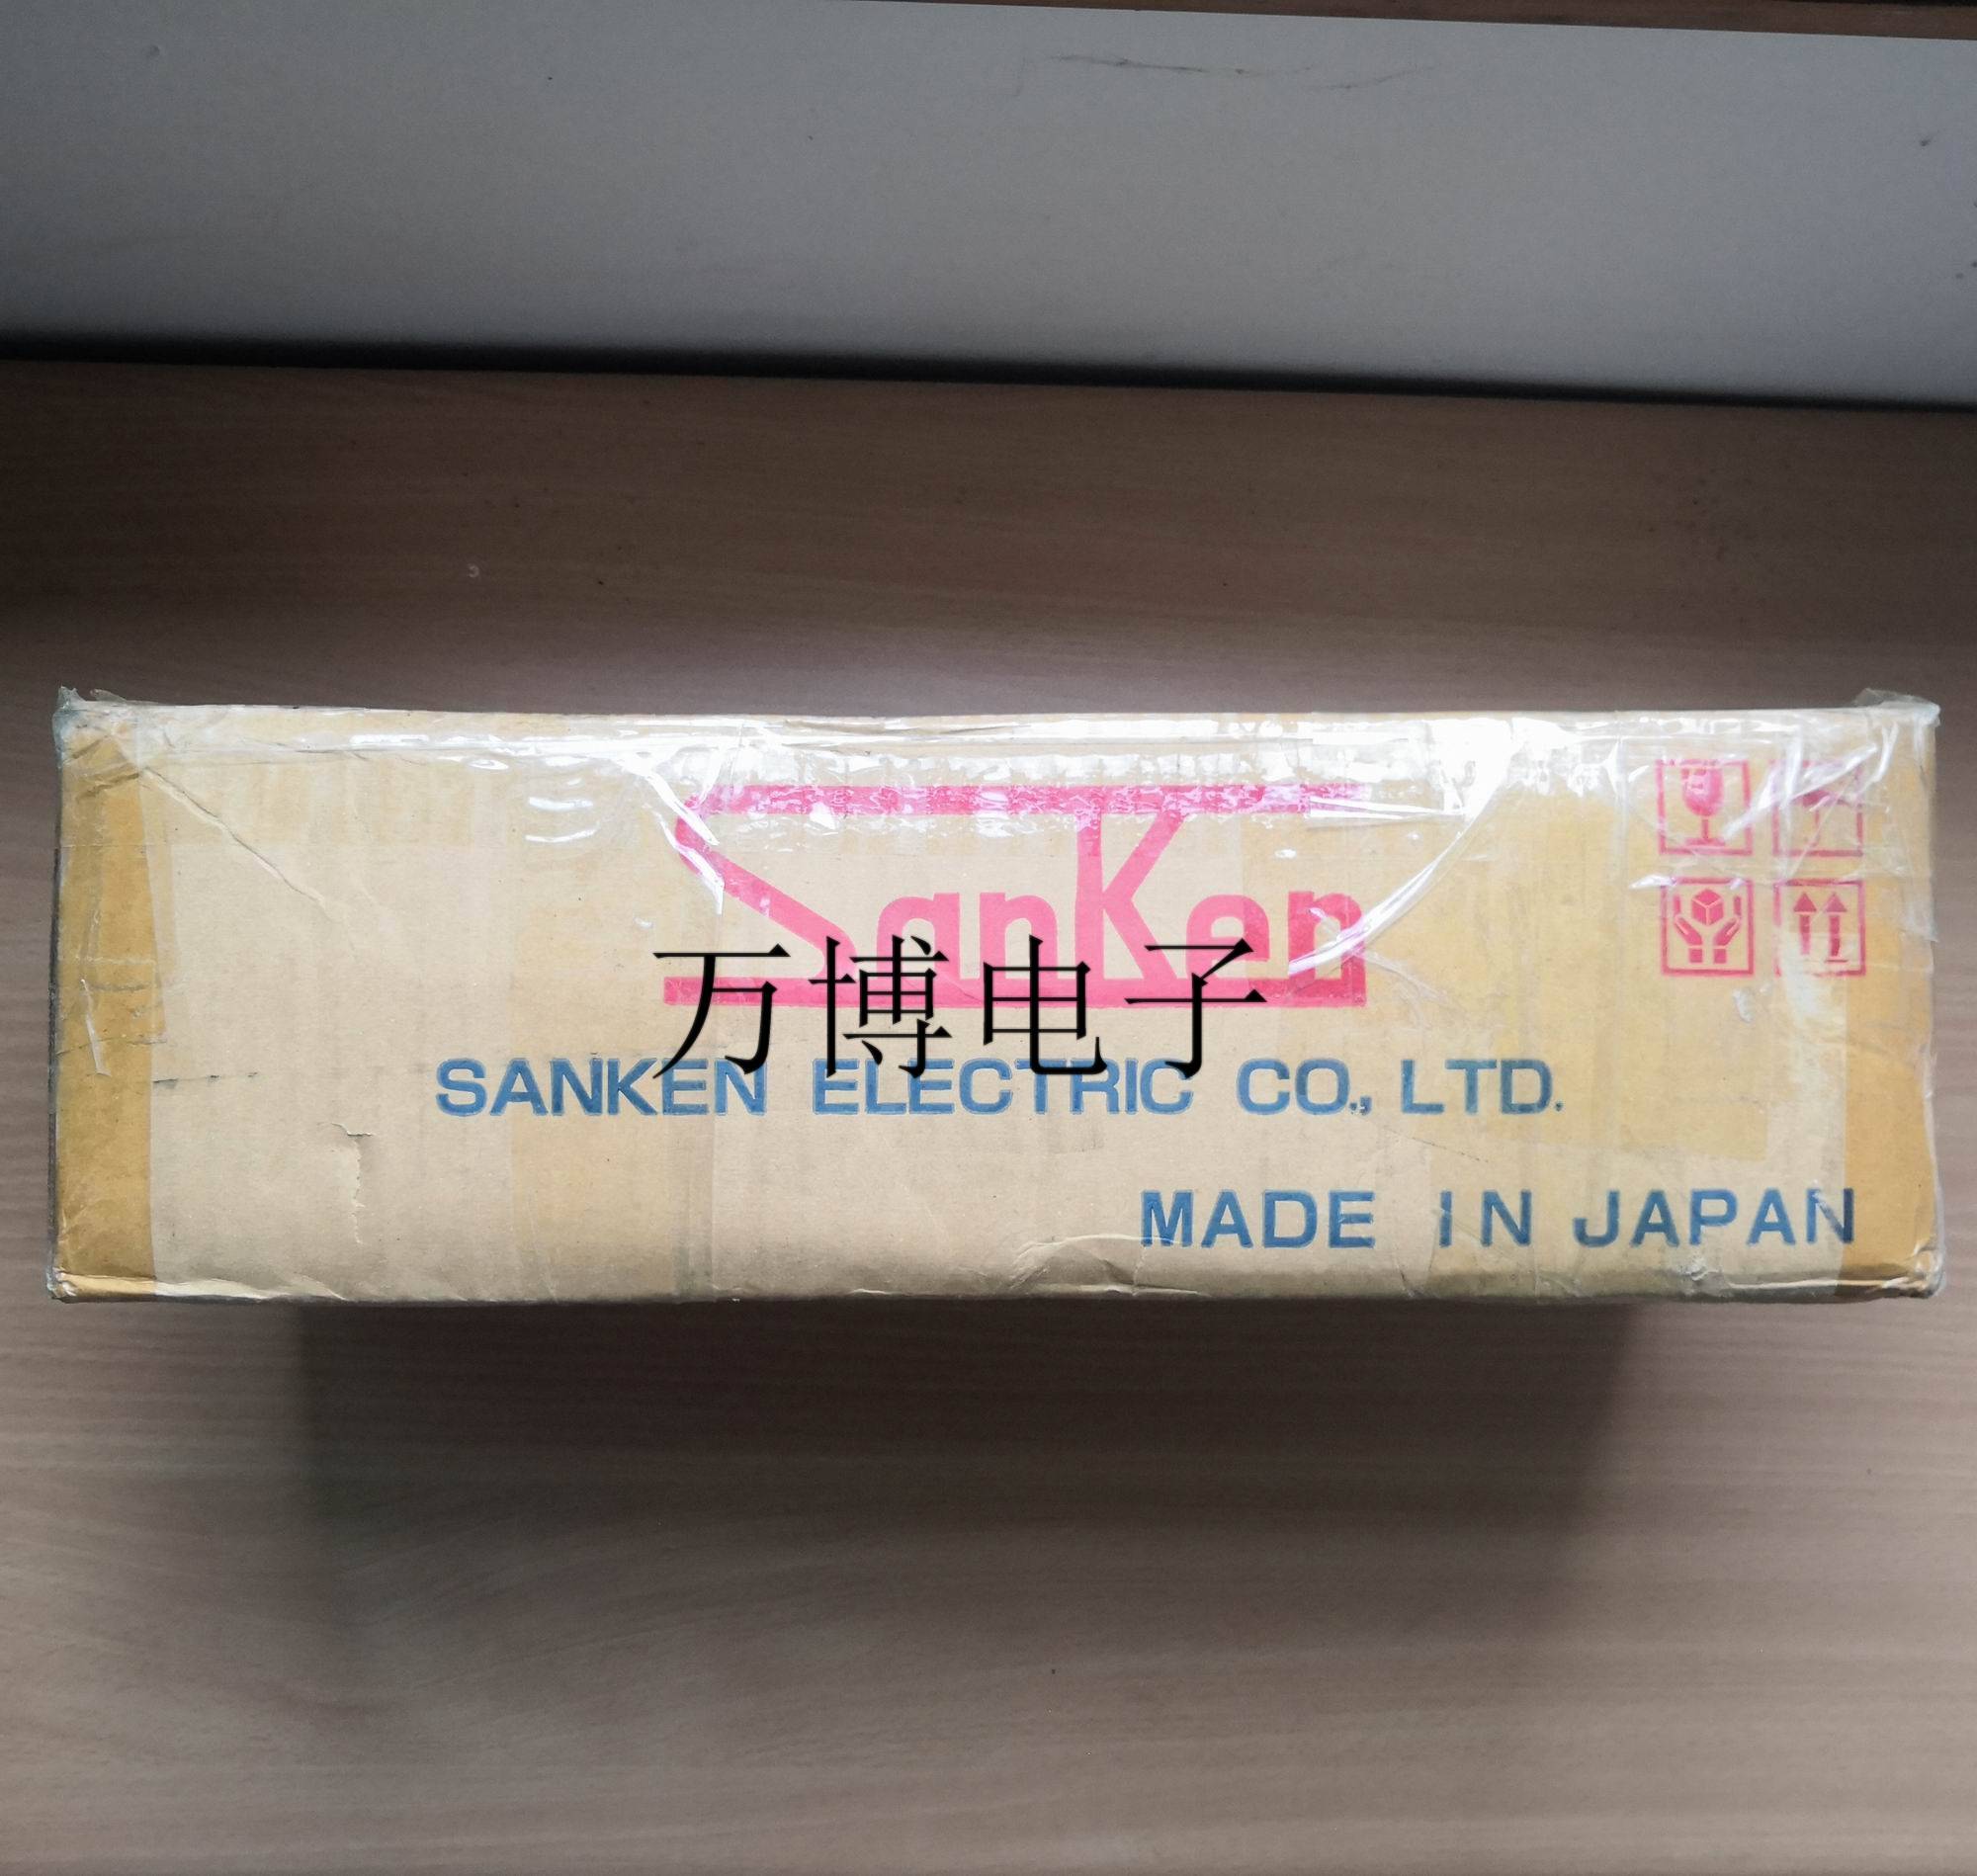 SanKen
万博电子
SANKEN ELECTRIC CO., LTD.
MADE IN JAPAN